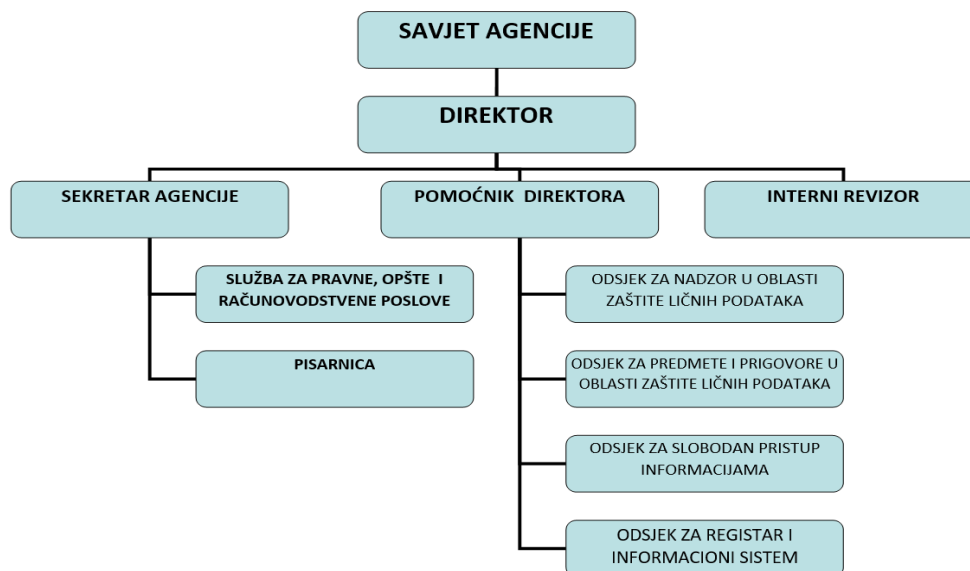 SAVJET AGENCIJE
DIREKTOR
SEKRETAR AGENCIJE
POMOĆNIK DIREKTORA
INTERNI REVIZOR
SLUŽBA ZA PRAVNE, OPŠTE I
RAČUNOVODSTVENE POSLOVE
PISARNICA
ODSJEK ZA NADZOR U OBLASTI
ZAŠTITE LIČNIH PODATAKA
ODSJEK ZA PREDMETE I PRIGOVORE U
OBLASTI ZAŠTITE LIČNIH PODATAKA
ODSJEK ZA SLOBODAN PRISTUP
INFORMACIJAMA
ODSJEK ZA REGISTAR I
INFORMACIONI SISTEM